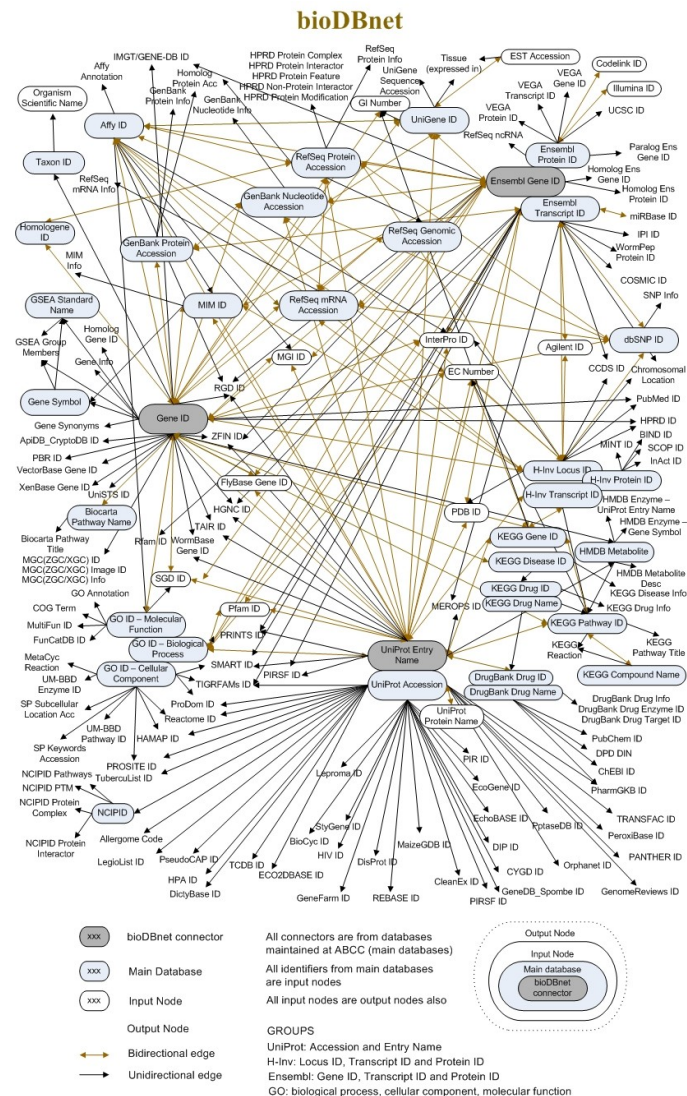 bioDBnet
IMGT/GENE-DB ID
Affy
Annotation
Homolog
Protein Acc
GenBank
Protein Info
GenBank
Nucleotide Info
HPRD Protein Complex
HPRD Protein Interactor
HPRD Protein Feature
HPRD Non-Protein Interactor
HPRD Protein Modification
RefSeq
Protein Info
Tissue
(expressed in)
EST Accession
UniGene
Sequence
Accession
GI Number
VEGA
Gene ID
VEGA
Transcript ID
VEGA
Protein ID
Codelink ID
Illumina ID
UCSC ID
Organism
Scientific Name
Affy ID
UniGene ID
RefSeq ncRNA
Ensembl
Protein ID
Paralog Ens
Gene ID
Taxon ID
RefSeq Protein
Accession
Ensembl Gene ID
Homolog Ens
Gene ID
Homolog Ens
Protein ID
RefSeq
mRNA Info
GenBank Nucleotide
Accession
Ensembl
Transcript ID
miRBase ID
Homologene
ID
GenBank Protein
Accession
RefSeq Genomic
Accession
IPI ID
WormPep
Protein ID
MIM
Info
COSMIC ID
SNP Info
GSEA Standard
Name
MIM ID
RefSeq mRNA
Accession
Homolog
Gene ID
GSEA Group
Members
Gene Info
InterPro ID
Agilent ID
dbSNP ID
MGI ID
EC Number
CCDS ID
Chromosomal
Location
Gene Symbol
RGD ID
PubMed ID
Gene Synonyms
Gene ID
HPRD ID
ApiDB_CryptoDB ID
ZFIN ID
MINT ID
BIND ID
SCOP ID
InAct ID
PBR ID
VectorBase Gene ID
H-Inv Locus ID
H-Inv Protein ID
XenBase Gene ID
FlyBase Gene ID
H-Inv Transcript ID
UniSTS ID
HMDB Enzyme –
UniProt Entry Name
Biocarta
Pathway Name
HGNC ID
PDB ID
HMDB Enzyme –
Gene Symbol
TAIR ID
KEGG Gene ID
Biocarta Pathway
Title
Rfam ID
WormBase
Gene ID
HMDB Metabolite
MGC(ZGC/XGC) ID
MGC(ZGC/XGC) Image ID
MGC(ZGC/XGC) Info
KEGG Disease ID
HMDB Metabolite
Desc
SGD ID
MEROPS ID
KEGG Drug ID
KEGG Disease Info
GO Annotation
KEGG Drug Name
KEGG Drug Info
COG Term
Pfam ID
MultiFun ID
GO ID – Molecular
Function
KEGG Pathway ID
FunCatDB ID
PRINTS ID
KEGG
Reaction
KEGG
Pathway Title
GO ID – Biological
Process
UniProt Entry
Name
MetaCyc
Reaction
GO ID – Cellular
Component
SMART ID
PIRSF ID
KEGG Compound Name
UM-BBD
Enzyme ID
TIGRFAMs ID
UniProt Accession
DrugBank Drug ID
DrugBank Drug Name
SP Subcellular
Location Acc
ProDom ID
Reactome ID
DrugBank Drug Info
DrugBank Drug Enzyme ID
DrugBank Drug Target ID
UniProt
Protein Name
UM-BBD
Pathway ID
HAMAP ID
SP Keywords
Accession
PubChem ID
DPD DIN
PROSITE ID
TubercuList ID
PIR ID
ChEBI ID
NCIPID Pathways
Leproma ID
EcoGene ID
PharmGKB ID
NCIPID PTM
NCIPID Protein
Complex
NCIPID
StyGene ID
EchoBASE ID
PptaseDB ID
TRANSFAC ID
PeroxiBase ID
NCIPID Protein
Interactor
Allergome Code
BioCyc ID
MaizeGDB ID
DIP ID
PANTHER ID
LegioList ID
PseudoCAP ID
HIV ID
DisProt ID
CYGD ID
Orphanet ID
TCDB ID
HPA ID
ECO2DBASE ID
CleanEx ID
GeneDB_Spombe ID
GenomeReviews ID
DictyBase ID
GeneFarm ID
REBASE ID
PIRSF ID
xxx
bioDBnet connector
All connectors are from databases
maintained at ABCC (main databases)
xxx
Main Database
All identifiers from main databases
are input nodes
xxx
Input Node
All input nodes are output nodes also
Output Node
Input Node
Main database
bioDBnet
connector
Output Node
GROUPS
UniProt: Accession and Entry Name
Bidirectional edge
H-Inv: Locus ID, Transcript ID and Protein ID
Unidirectional edge
Ensembl: Gene ID, Transcript ID and Protein ID
GO: biological process, cellular component, molecular function